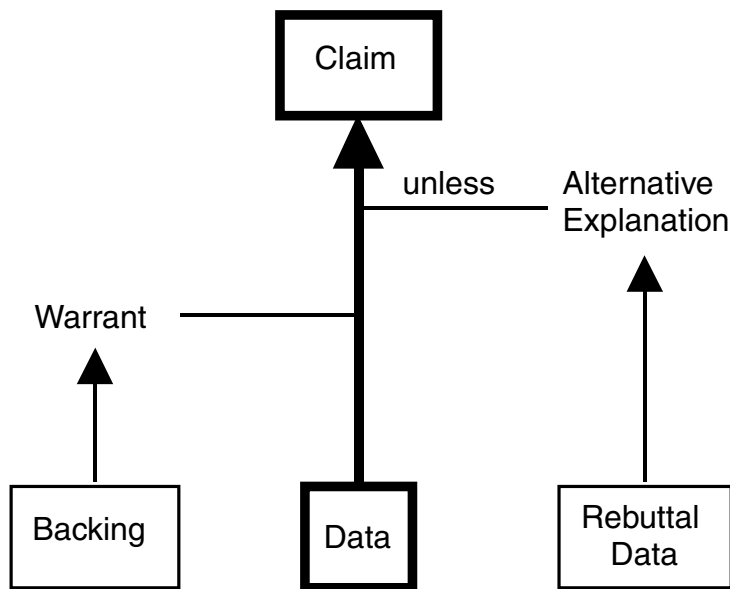 Claim
unless
Alternative
Explanation
Warrant
Backing
Data
Rebuttal
Data